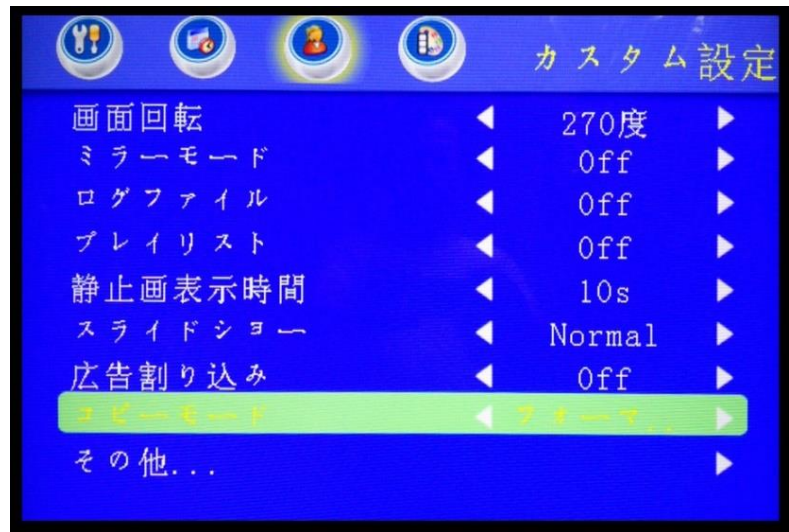 カスタム設定
画面回転 270度
ミラーモード Off
ログファイル Off
プレイリスト Off
静止画表示時間 10s
スライドショー Normal
広告割り込み Off
コピーモード フォーマ..
その他...